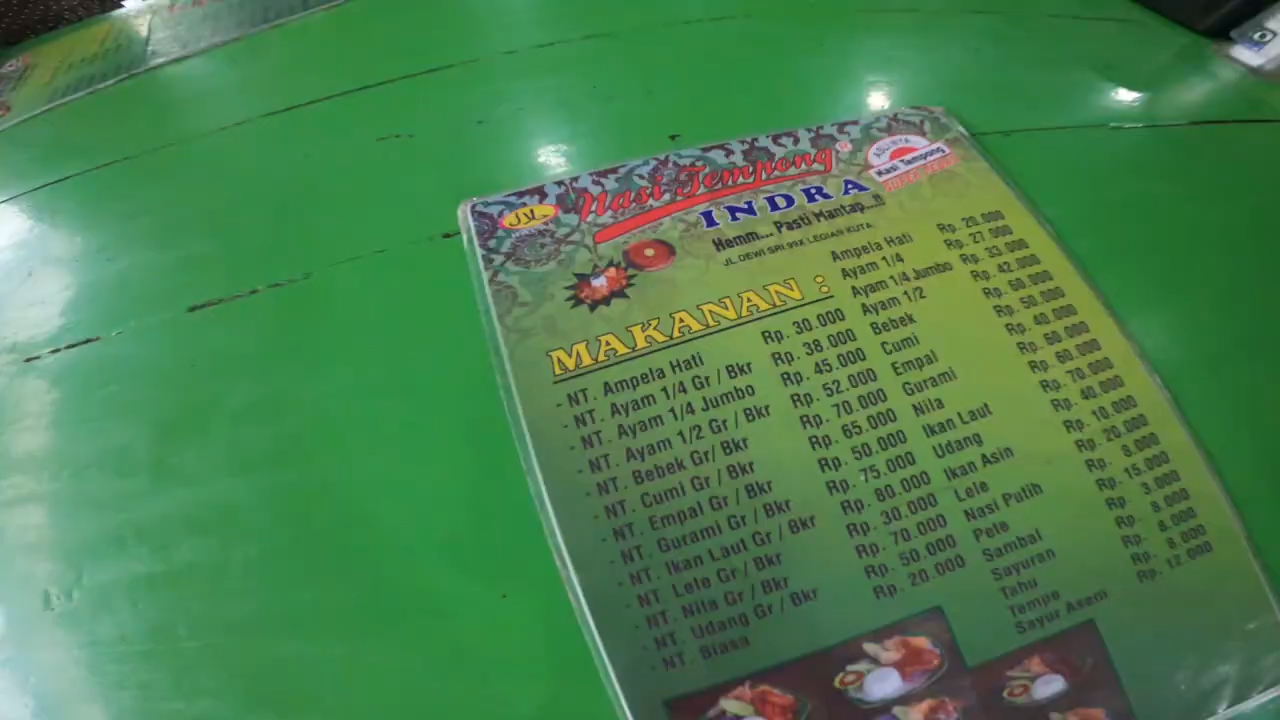 حلال
Nasi Tempong ®
INDRA
Nasi Tempong
Hemm... Pasti Mantap...!!
JL. DEWI SRI 99X LEGIAN KUTA
MAKANAN :
- NT. Ampela Hati Rp. 30.000
- NT. Ayam 1/4 Gr / Bkr Rp. 38.000
- NT. Ayam 1/4 Jumbo Rp. 45.000
- NT. Ayam 1/2 Gr / Bkr Rp. 52.000
- NT. Bebek Gr/ Bkr Rp. 70.000
- NT. Cumi Gr / Bkr Rp. 65.000
- NT. Empal Gr / Bkr Rp. 50.000
- NT. Gurami Gr / Bkr Rp. 75.000
- NT. Ikan Laut Gr / Bkr Rp. 80.000
- NT Lele Gr / Bkr Rp. 30.000
- NT. Nila Gr / Bkr Rp. 70.000
- NT. Udang Gr / Bkr Rp. 50.000
- NT. Biasa Rp. 20.000
Ampela Hati Rp. 20.000
Ayam 1/4 Rp. 27.000
Ayam 1/4 Jumbo Rp. 33.000
Ayam 1/2 Rp. 42.000
Bebek Rp. 60.000
Cumi Rp. 50.000
Empal Rp. 40.000
Gurami Rp. 60.000
Nila Rp. 60.000
Ikan Laut Rp. 70.000
Udang Rp. 40.000
Ikan Asin Rp. 10.000
Lele Rp. 20.000
Nasi Putih Rp. 8.000
Pete Rp. 15.000
Sambal Rp. 3.000
Sayuran Rp.
Tahu Rp.
Tempe Rp.
Sayur Asem Rp. 12.000